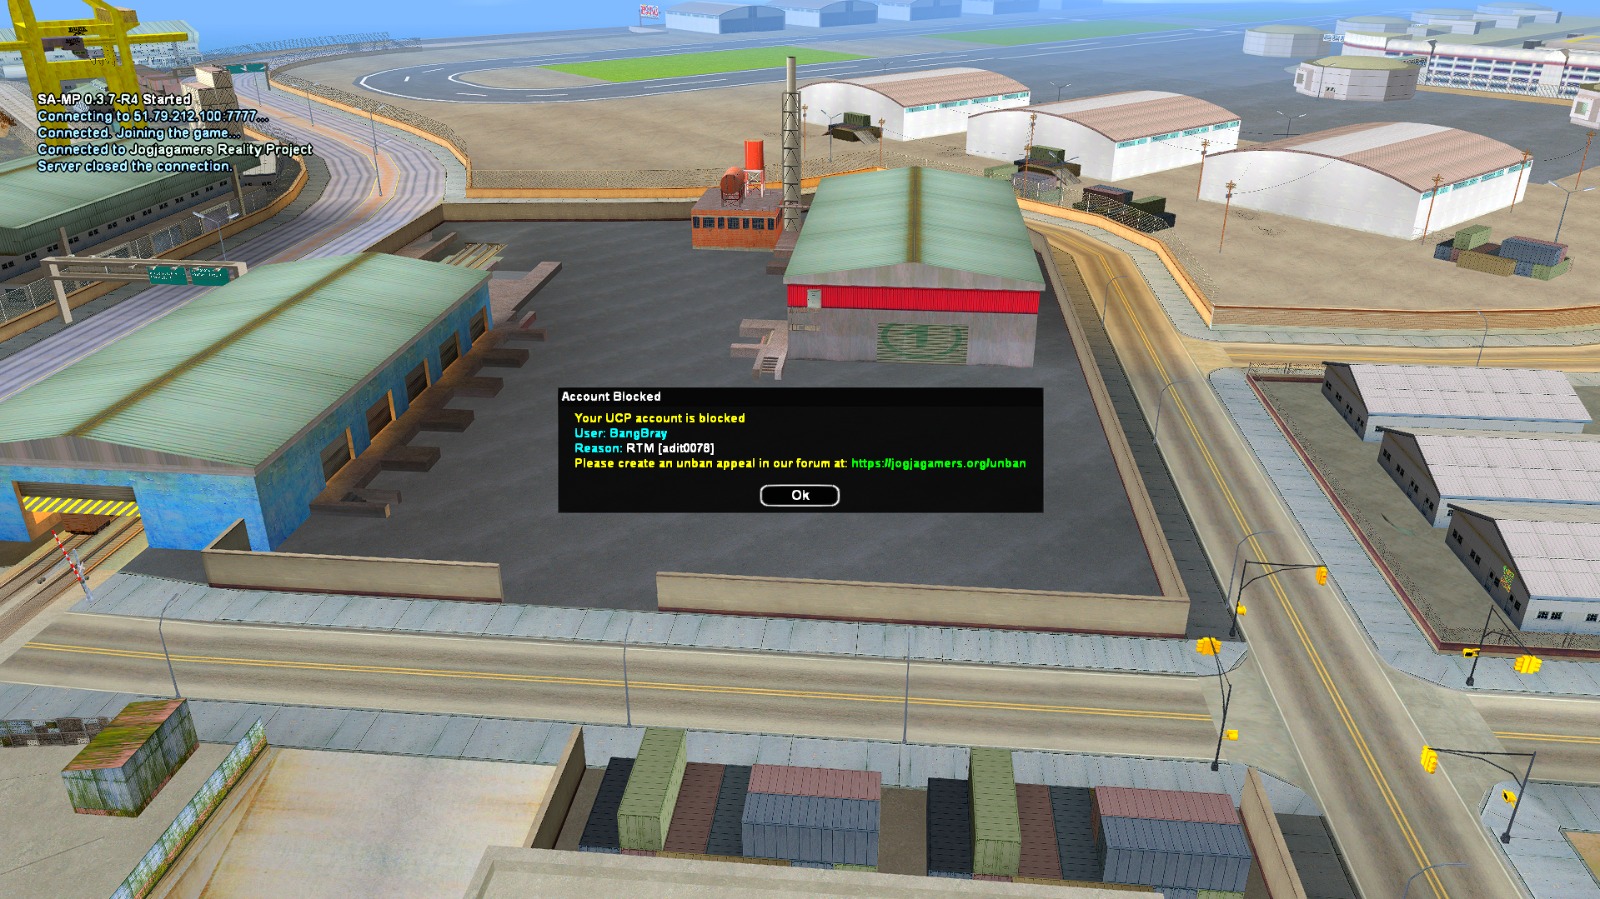 SA-MP 0.3.7-R4 Started
Connecting to 51.79.212.100:7777...
Connected. Joining the game...
Connected to Jogjagamers Reality Project
Server closed the connection.
Account Blocked
Your UCP account is blocked
User: BangBray
Reason: RTM [adit0078]
Please create an unban appeal in our forum at: https://jogjagamers.org/unban
Ok